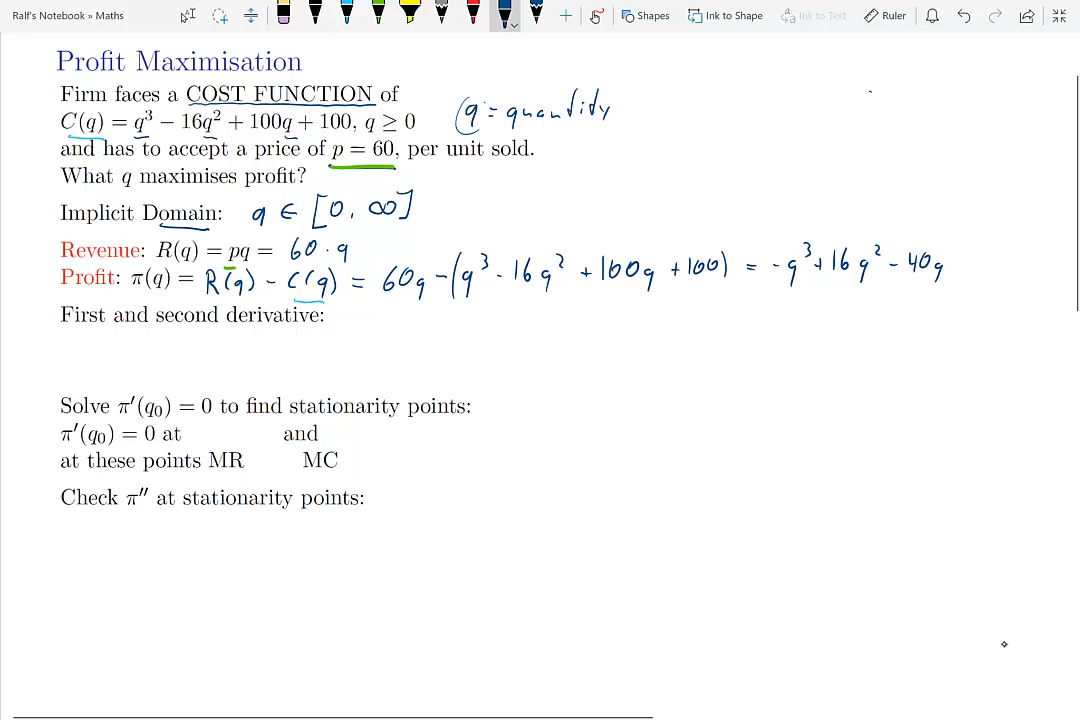 Ralf's Notebook » Maths
Shapes
Ink to Shape
Ink to Text
Ruler
Profit Maximisation
Firm faces a COST FUNCTION of
C(q) = q³ − 16q² + 100q + 100, q ≥ 0 (q = quantity
and has to accept a price of p = 60, per unit sold.
What q maximises profit?
Implicit Domain: q ∈ [0, ∞]
Revenue: R(q) = pq = 60 · q
Profit: π(q) = R(q) − C(q) = 60q − (q³ − 16q² + 100q + 100) = −q³ + 16q² − 40q
First and second derivative:
Solve π′(q₀) = 0 to find stationarity points:
π′(q₀) = 0 at and
at these points MR MC
Check π″ at stationarity points: